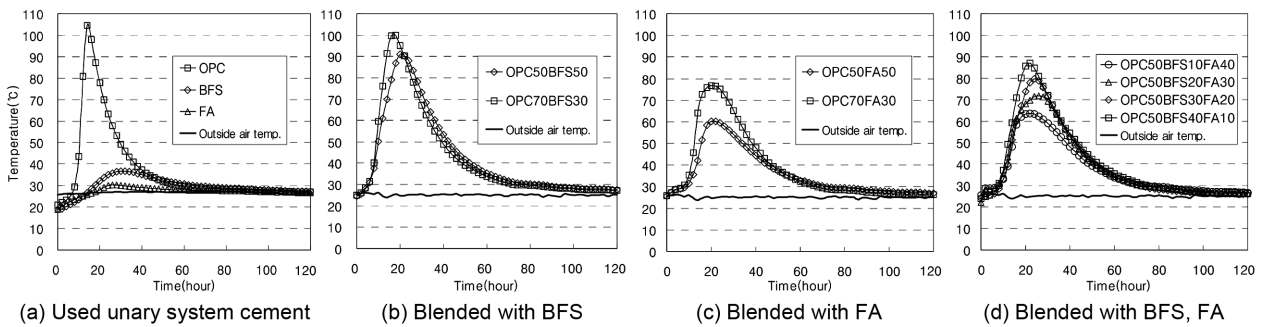 Temperature(℃)
110
100
90
80
70
60
50
40
30
20
10
0
OPC
BFS
FA
Outside air temp.
0 20 40 60 80 100 120
Time(hour)
(a) Used unary system cement
110
100
90
80
70
60
50
40
30
20
10
0
OPC50BFS50
OPC70BFS30
Outside air temp.
0 20 40 60 80 100 120
Time(hour)
(b) Blended with BFS
110
100
90
80
70
60
50
40
30
20
10
0
OPC50FA50
OPC70FA30
Outside air temp.
0 20 40 60 80 100 120
Time(hour)
(c) Blended with FA
110
100
90
80
70
60
50
40
30
20
10
0
OPC50BFS10FA40
OPC50BFS20FA30
OPC50BFS30FA20
OPC50BFS40FA10
Outside air temp.
0 20 40 60 80 100 120
Time(hour)
(d) Blended with BFS, FA